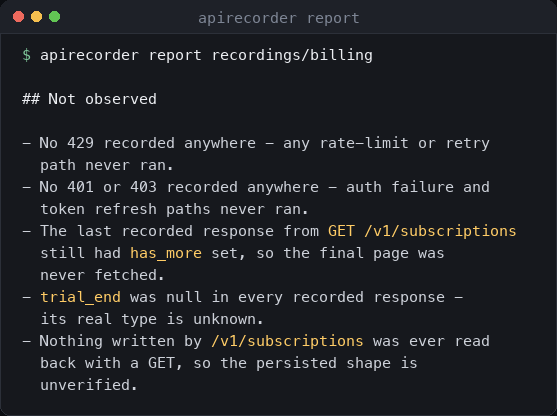 apirecorder report
$ apirecorder report recordings/billing
## Not observed
– No 429 recorded anywhere – any rate–limit or retry
path never ran.
– No 401 or 403 recorded anywhere – auth failure and
token refresh paths never ran.
– The last recorded response from GET /v1/subscriptions
still had has_more set, so the final page was
never fetched.
– trial_end was null in every recorded response –
its real type is unknown.
– Nothing written by /v1/subscriptions was ever read
back with a GET, so the persisted shape is
unverified.